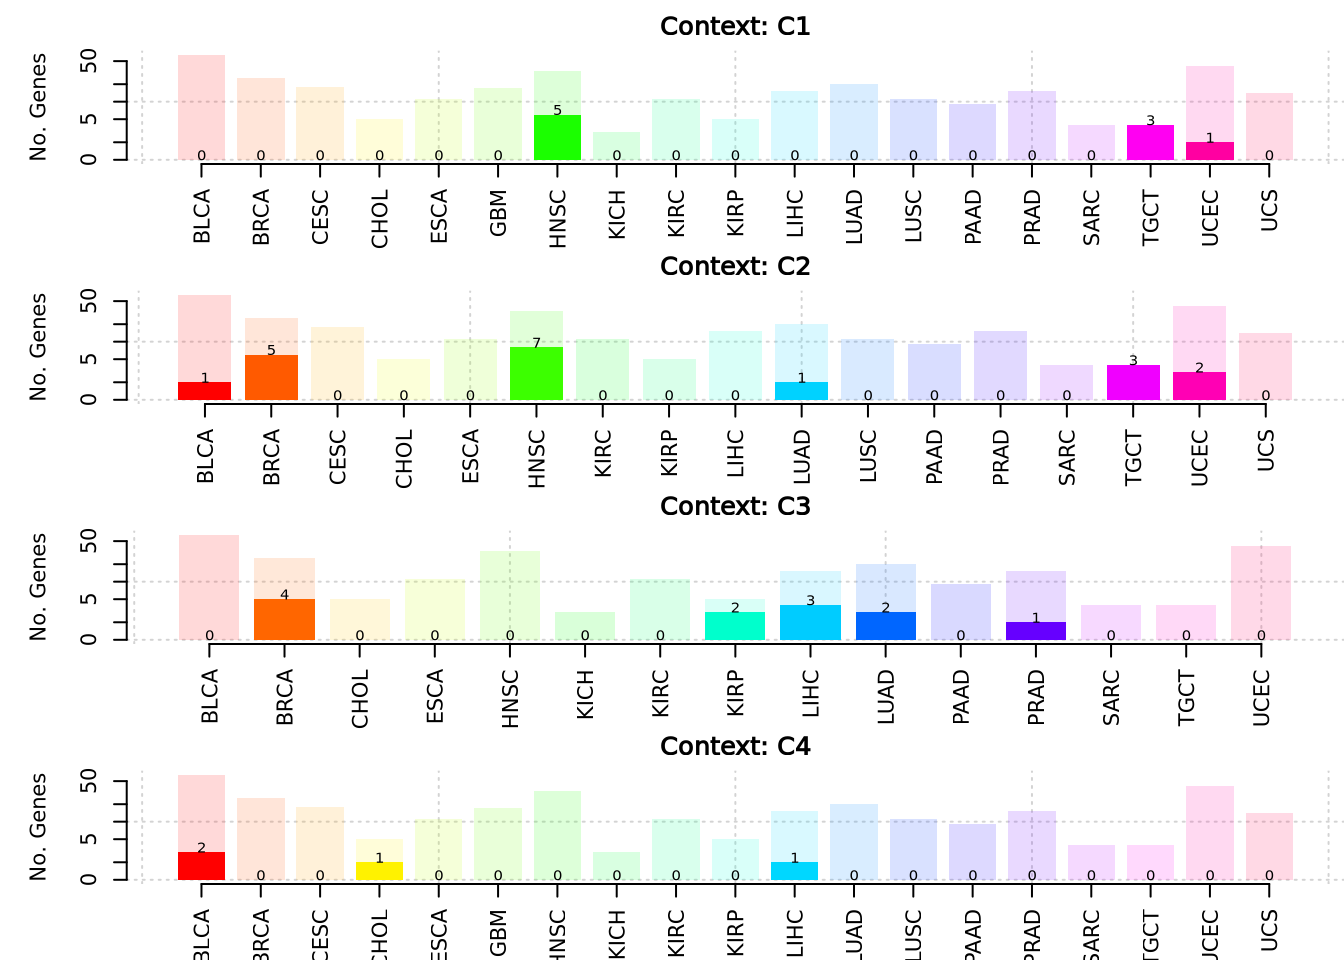 Context: C1
No. Genes
50
5
0
0 0 0 0 0 0 5 0 0 0 0 0 0 0 0 0 3 1 0
BLCA BRCA CESC CHOL ESCA GBM HNSC KICH KIRC KIRP LIHC LUAD LUSC PAAD PRAD SARC TGCT UCEC UCS
Context: C2
No. Genes
50
5
0
1 5 0 0 0 7 0 0 0 1 0 0 0 0 3 2 0
BLCA BRCA CESC CHOL ESCA HNSC KIRC KIRP LIHC LUAD LUSC PAAD PRAD SARC TGCT UCEC UCS
Context: C3
No. Genes
50
5
0
0 4 0 0 0 0 0 2 3 2 0 1 0 0 0
BLCA BRCA CHOL ESCA HNSC KICH KIRC KIRP LIHC LUAD PAAD PRAD SARC TGCT UCEC
Context: C4
No. Genes
50
5
0
2 0 0 1 0 0 0 0 0 0 1 0 0 0 0 0 0 0 0
BLCA BRCA CESC CHOL ESCA GBM HNSC KICH KIRC KIRP LIHC LUAD LUSC PAAD PRAD SARC TGCT UCEC UCS